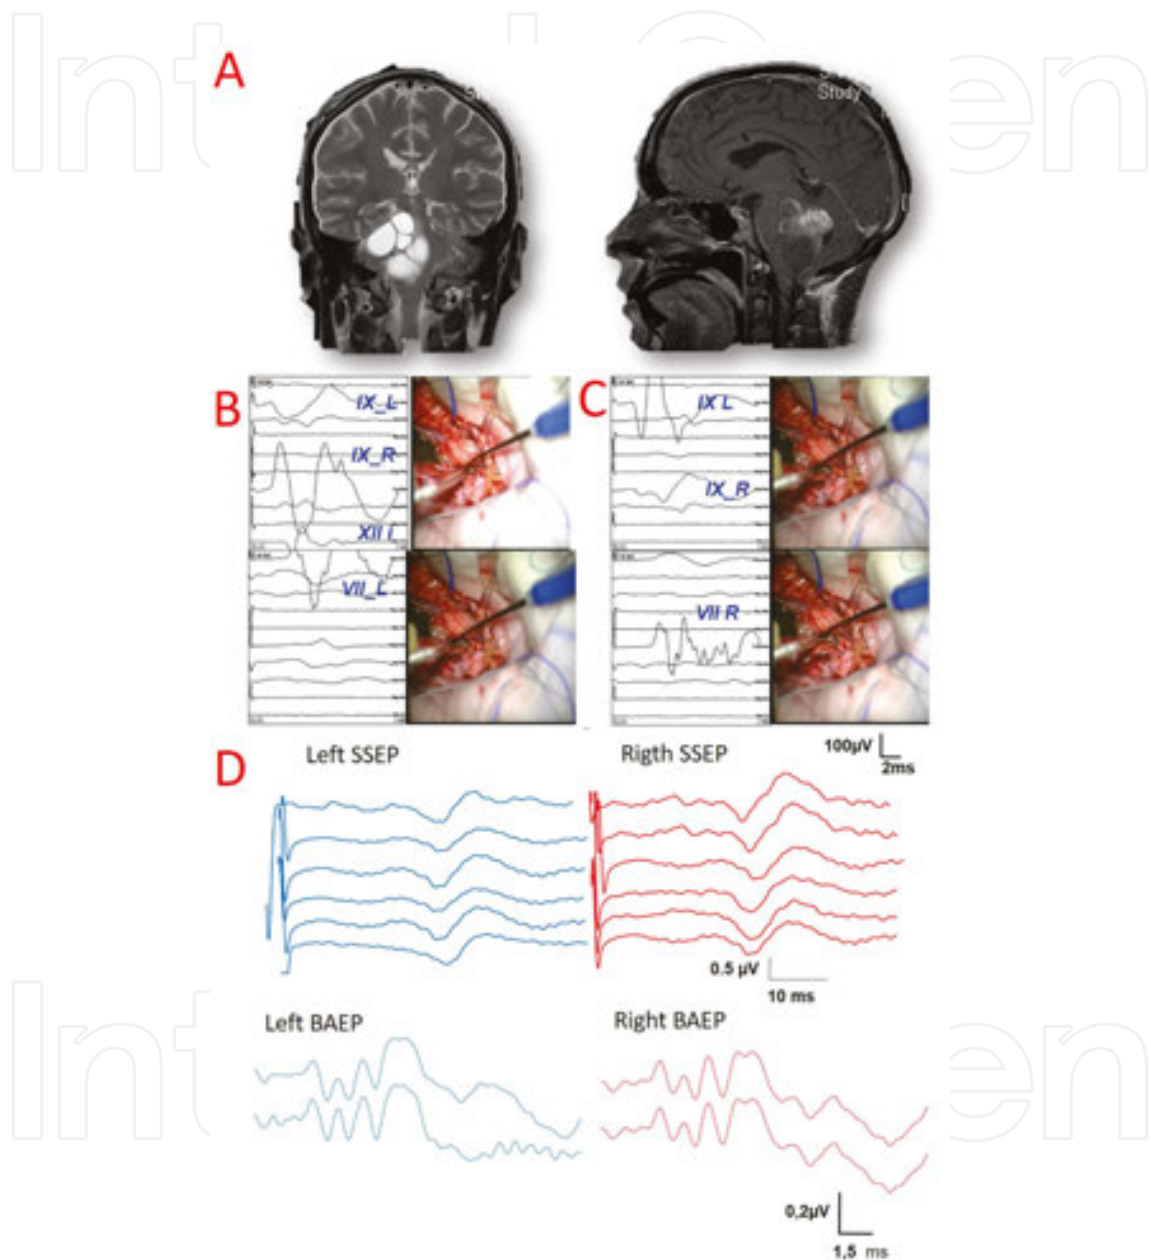 A
Study
B
IX_L
IX_R
XII i
VII_L
C
IX L
IX_R
VII R
100µV
2ms
D
Left SSEP
Rigth SSEP
0.5 µV
10 ms
Left BAEP
Right BAEP
0,2µV
1,5 ms